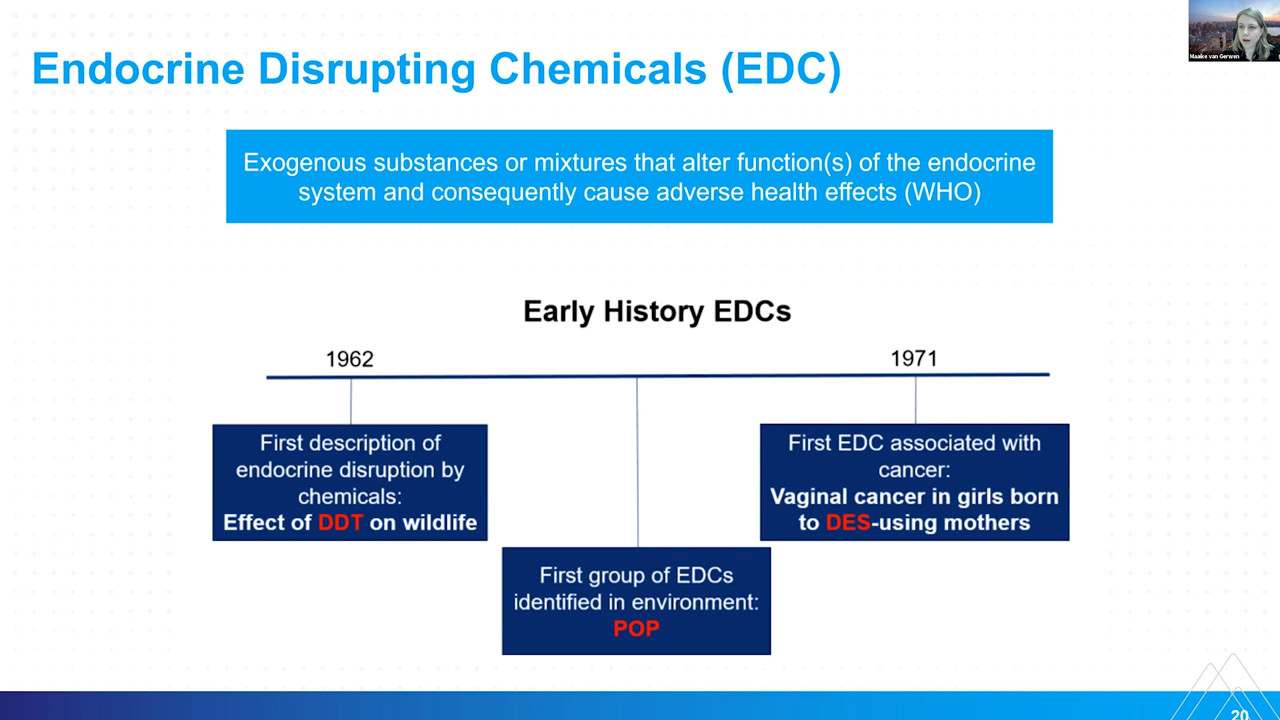 Endocrine Disrupting Chemicals (EDC)
Maaike van Gerwen
Exogenous substances or mixtures that alter function(s) of the endocrine
system and consequently cause adverse health effects (WHO)
Early History EDCs
1962
1971
First description of
endocrine disruption by
chemicals:
Effect of DDT on wildlife
First group of EDCs
identified in environment:
POP
First EDC associated with
cancer:
Vaginal cancer in girls born
to DES-using mothers
20